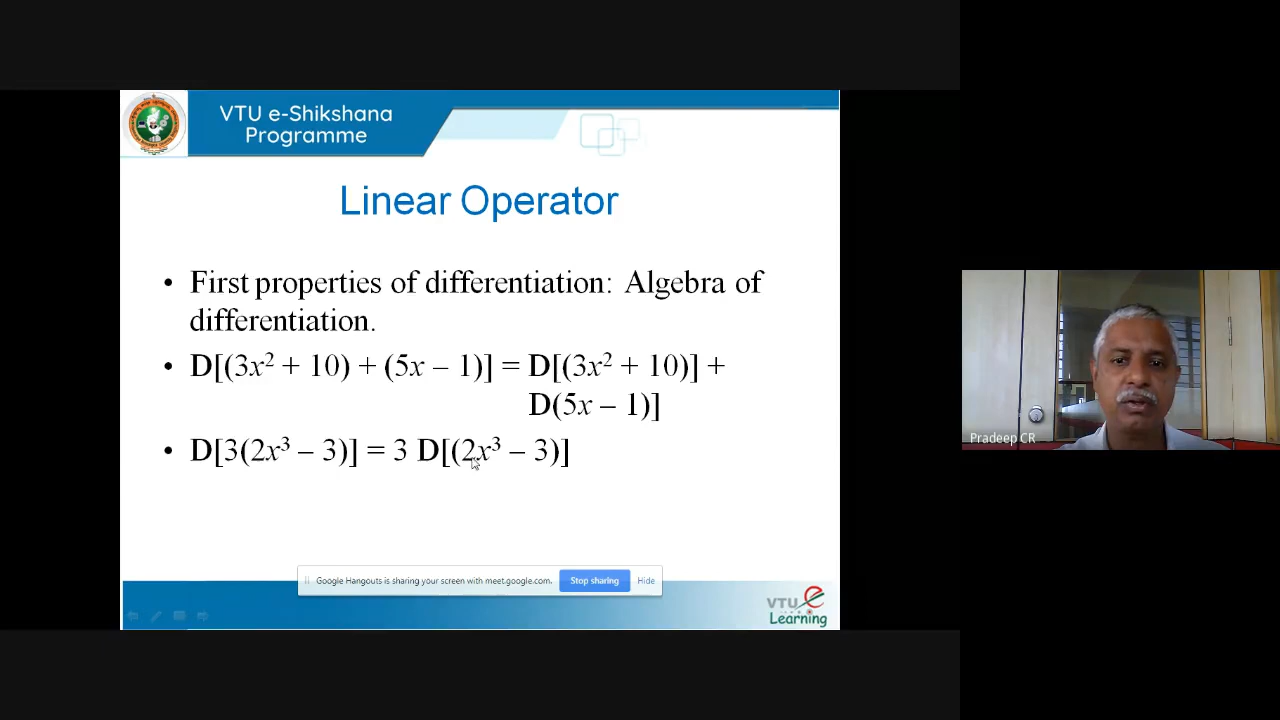 VTU e-Shikshana
Programme
Linear Operator
• First properties of differentiation: Algebra of
differentiation.
• D[(3x² + 10) + (5x – 1)] = D[(3x² + 10)] +
D(5x – 1)]
• D[3(2x³ – 3)] = 3 D[(2x³ – 3)]
Pradeep CR
Google Hangouts is sharing your screen with meet.google.com. Stop sharing Hide
VTU e
Learning